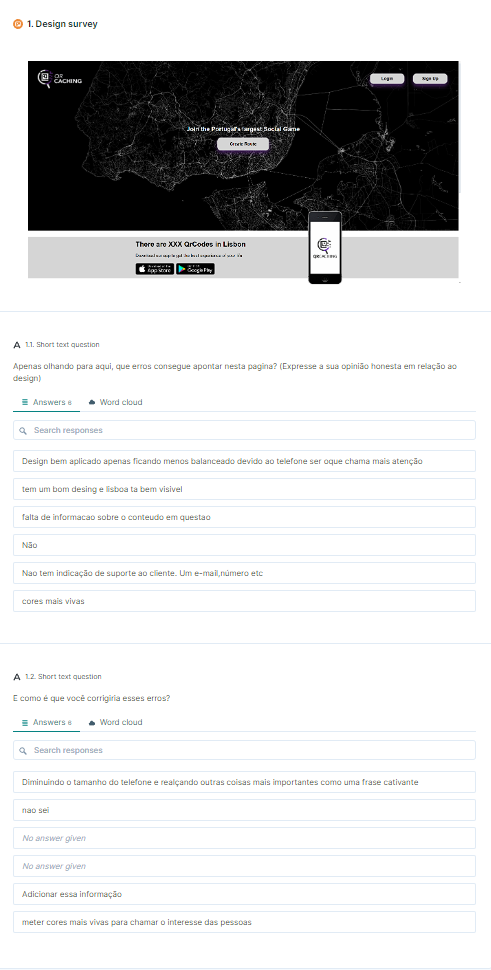 1. Design survey
QR
CACHING
Login
Sign Up
Join the Portugal's largest Social Game
Create Route
There are XXX QrCodes in Lisbon
App Store
Google Play
QRCACHING
1.1. Short text question
Apenas olhando para aqui, que erros consegue apontar nesta pagina? (Expresse a sua opinião honesta em relação ao
design)
Answers 6
Word cloud
Search responses
Design bem aplicado apenas ficando menos balanceado devido ao telefone ser oque chama mais atenção
tem um bom desing e lisboa ta bem visivel
falta de informacao sobre o conteudo em questao
Não
Nao tem indicação de suporte ao cliente. Um e-mail,número etc
cores mais vivas
1.2. Short text question
E como é que você corrigiria esses erros?
Answers 6
Word cloud
Search responses
Diminuindo o tamanho do telefone e realçando outras coisas mais importantes como uma frase cativante
nao sei
No answer given
No answer given
Adicionar essa informação
meter cores mais vivas para chamar o interesse das pessoas